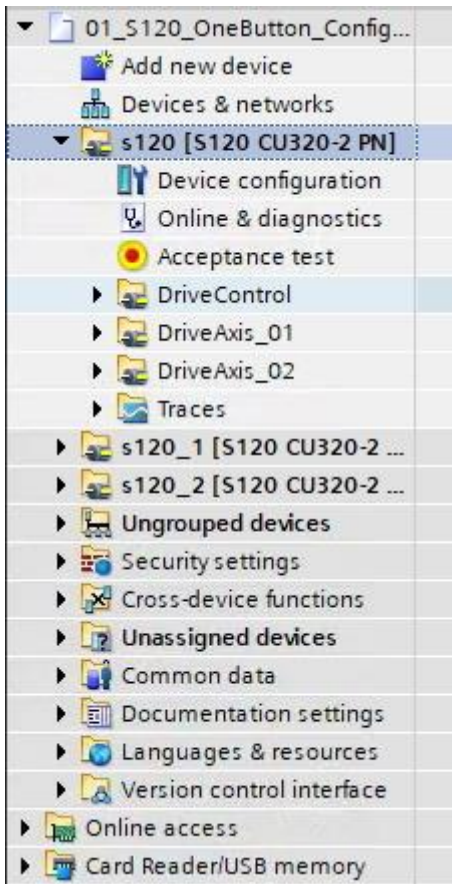 01_S120_OneButton_Config...
Add new device
Devices & networks
s120 [S120 CU320-2 PN]
Device configuration
Online & diagnostics
Acceptance test
DriveControl
DriveAxis_01
DriveAxis_02
Traces
s120_1 [S120 CU320-2 ...
s120_2 [S120 CU320-2 ...
Ungrouped devices
Security settings
Cross-device functions
Unassigned devices
Common data
Documentation settings
Languages & resources
Version control interface
Online access
Card Reader/USB memory